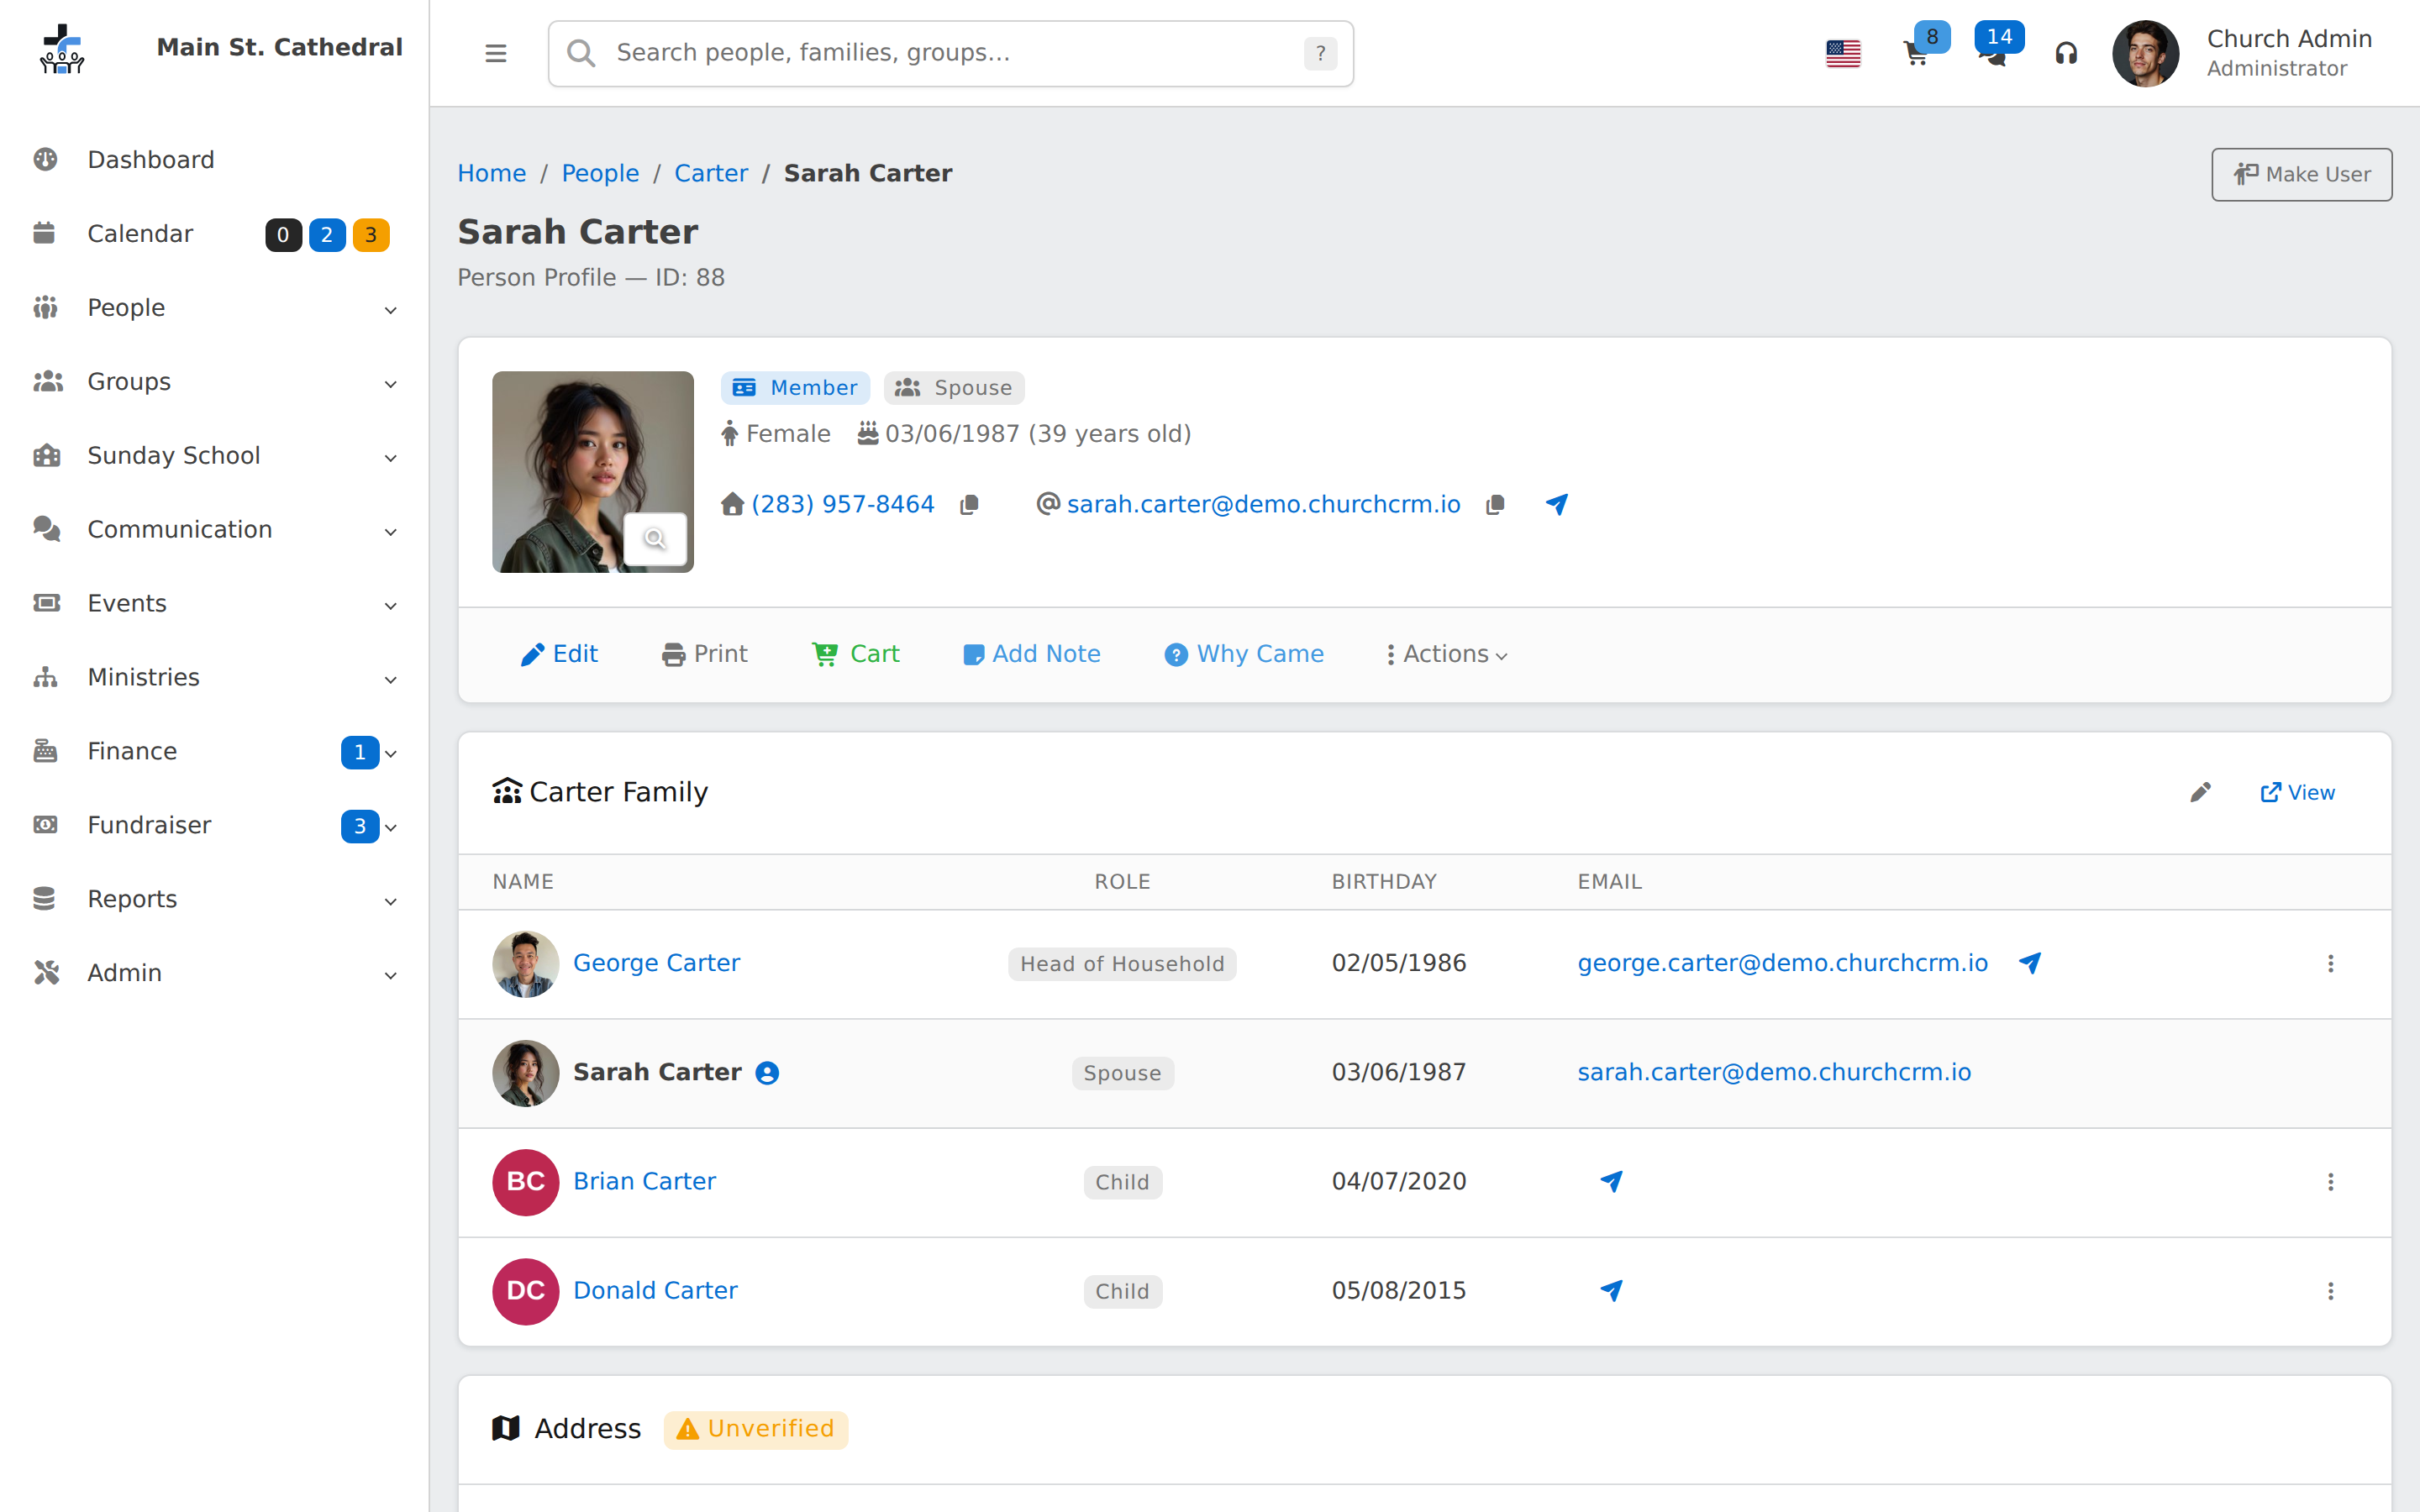 Main St. Cathedral
Search people, families, groups...
?
8
14
Church Admin
Administrator
Dashboard
Calendar 0 2 3
People
Groups
Sunday School
Communication
Events
Ministries
Finance 1
Fundraiser 3
Reports
Admin
Home / People / Carter / Sarah Carter
Make User
Sarah Carter
Person Profile — ID: 88
Member Spouse
Female 03/06/1987 (39 years old)
(283) 957-8464 sarah.carter@demo.churchcrm.io
Edit Print Cart Add Note Why Came Actions
Carter Family
View
NAME ROLE BIRTHDAY EMAIL
George Carter Head of Household 02/05/1986 george.carter@demo.churchcrm.io
Sarah Carter Spouse 03/06/1987 sarah.carter@demo.churchcrm.io
BC Brian Carter Child 04/07/2020
DC Donald Carter Child 05/08/2015
Address Unverified